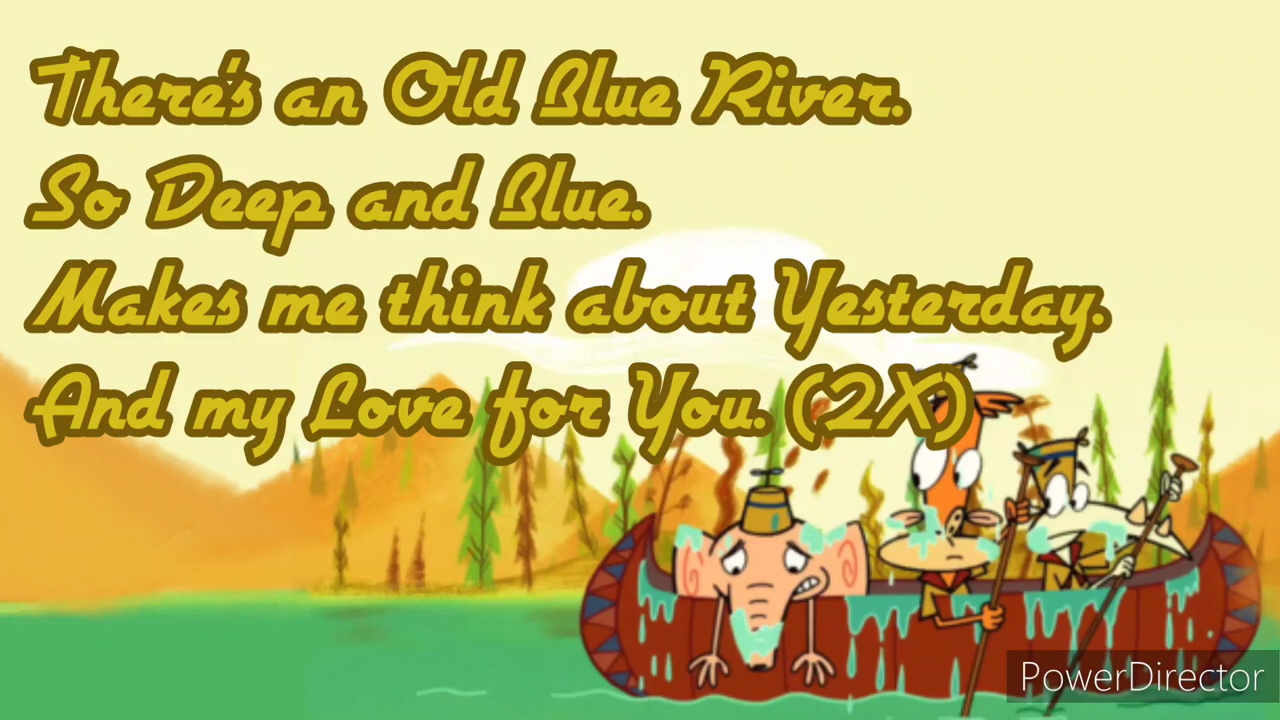 There's an Old Blue River.
So Deep and Blue.
Makes me think about Yesterday.
And my Love for You. (2X)
PowerDirector